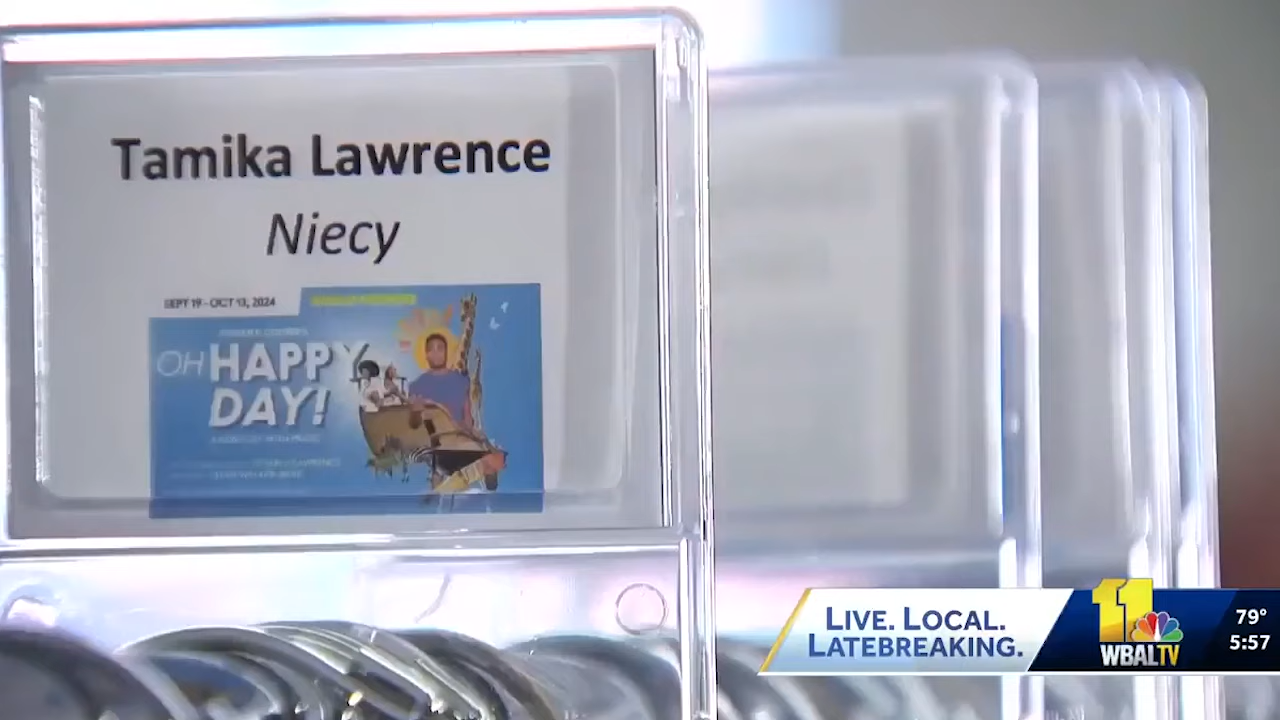 Tamika Lawrence
Niecy
SEPT 19 - OCT 13, 2024
OH HAPPY
DAY!
LIVE. LOCAL.
LATEBREAKING.
11
WBALTV
79°
5:57